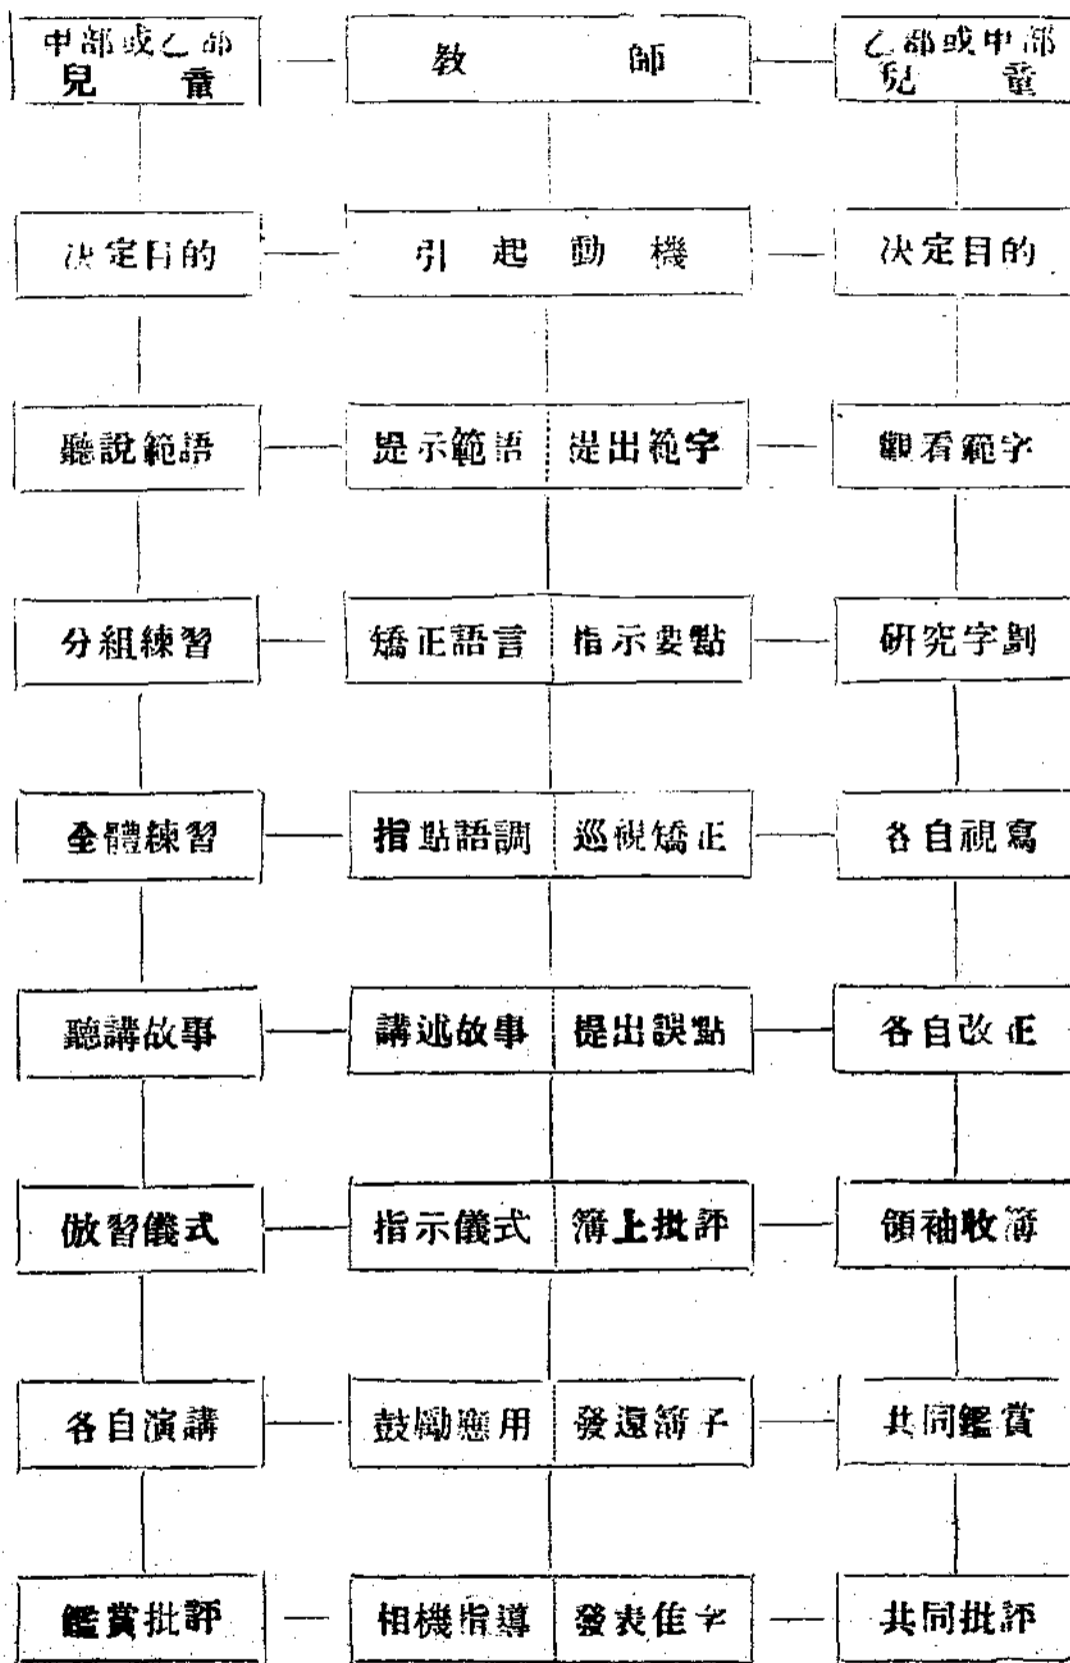 甲部或乙部 教 師 乙部或甲部
兒 童 兒 童
決定目的 引起動機 決定目的
聽說範語 提示範語 提出範字 觀看範字
分組練習 矯正語言 指示要點 研究字劃
全體練習 指點語調 巡視矯正 各自視寫
聽講故事 講述故事 提出誤點 各自改正
倣習儀式 指示儀式 簿上批評 領袖收簿
各自演講 鼓勵應用 發還簿子 共同鑑賞
鑑賞批評 相機指導 發表佳字 共同批評